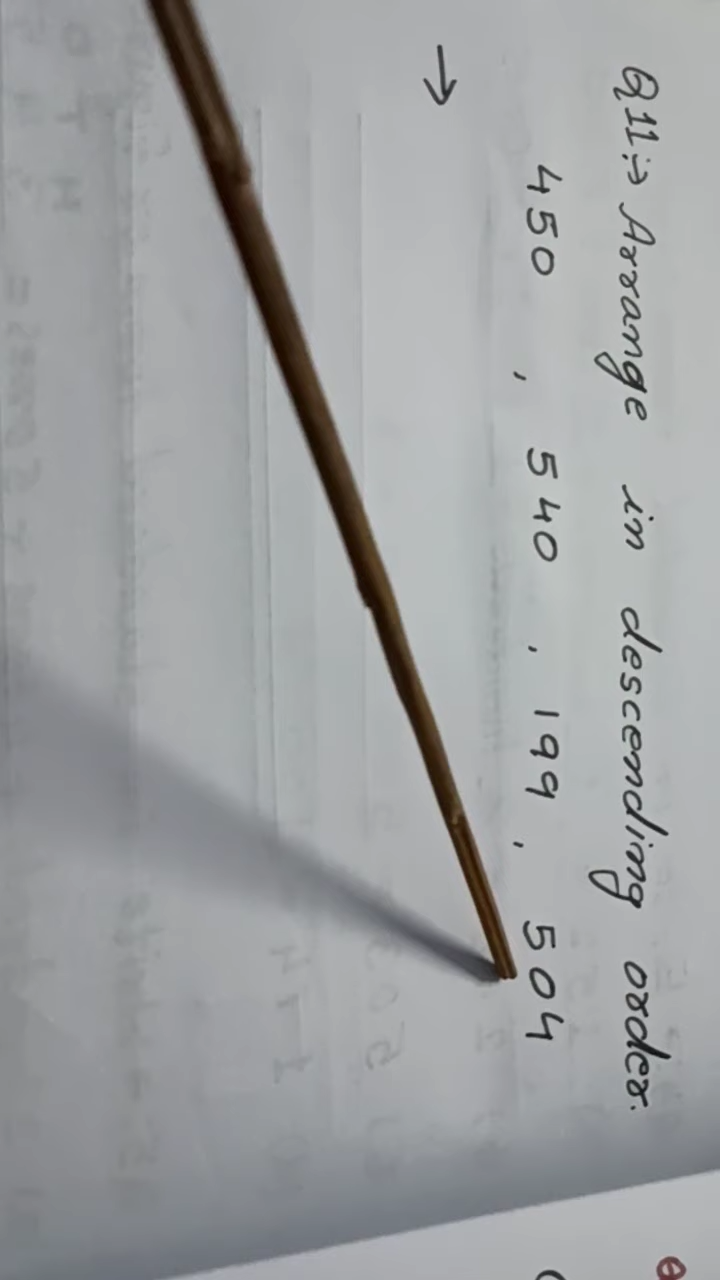 Q11:→ Arrange in descending order.
450 , 540 , 199 , 504
→